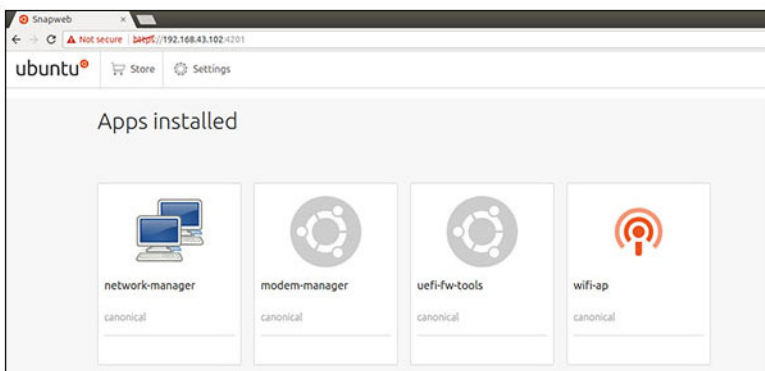 Snapweb ×
Not secure https://192.168.43.102:4201
ubuntu® Store Settings
Apps installed
network-manager modem-manager uefi-fw-tools wifi-ap
canonical canonical canonical canonical